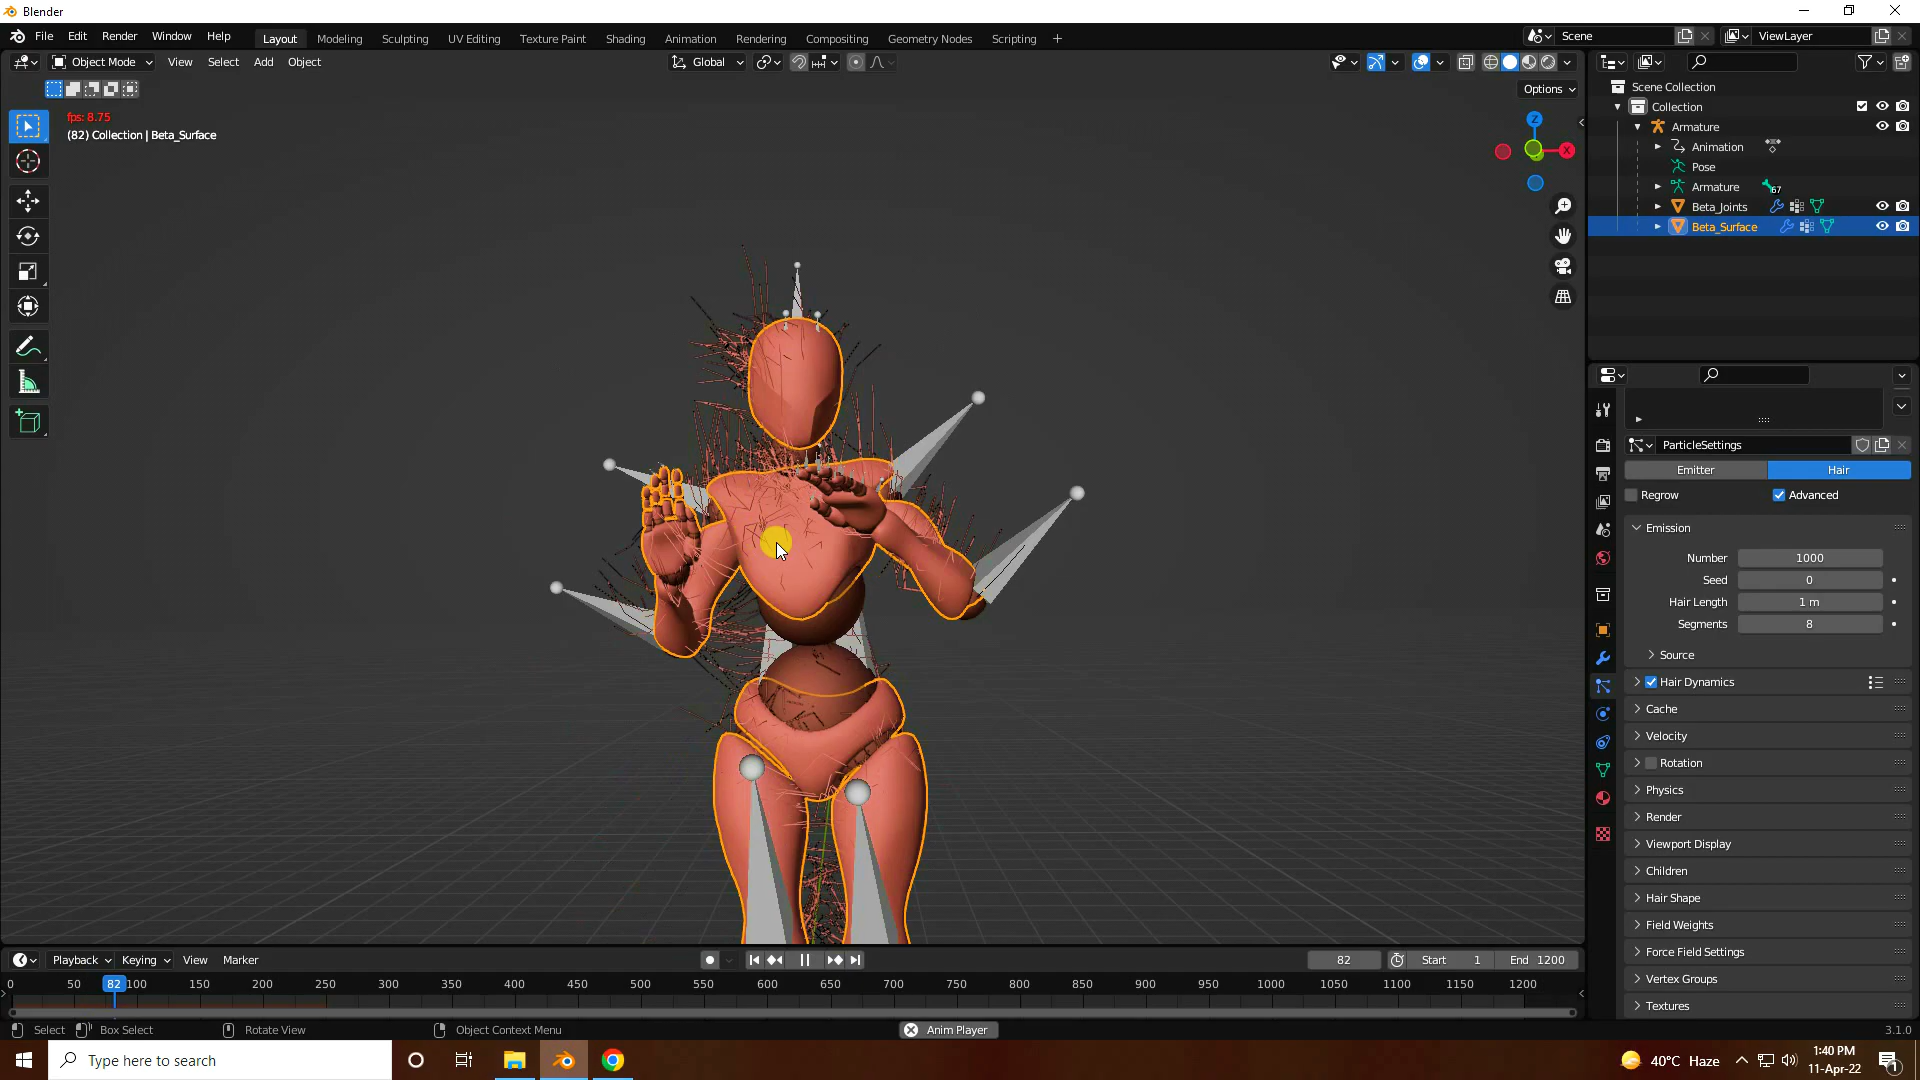 Blender
File Edit Render Window Help Layout Modeling Sculpting UV Editing Texture Paint Shading Animation Rendering Compositing Geometry Nodes Scripting + Scene ViewLayer
Object Mode View Select Add Object Global
Options
fps: 8.75
(82) Collection | Beta_Surface
Z
X
Scene Collection
Collection
Armature
Animation
Pose
Armature 67
Beta_Joints
Beta_Surface
ParticleSettings
Emitter Hair
Regrow Advanced
Emission
Number 1000
Seed 0
Hair Length 1 m
Segments 8
Source
Hair Dynamics
Cache
Velocity
Rotation
Physics
Render
Viewport Display
Children
Hair Shape
Field Weights
Force Field Settings
Vertex Groups
Textures
Playback Keying View Marker 82 Start 1 End 1200
0 50 82 100 150 200 250 300 350 400 450 500 550 600 650 700 750 800 850 900 950 1000 1050 1100 1150 1200
Select Box Select Rotate View Object Context Menu Anim Player 3.1.0
Type here to search
40°C Haze
1:40 PM
11-Apr-22
1